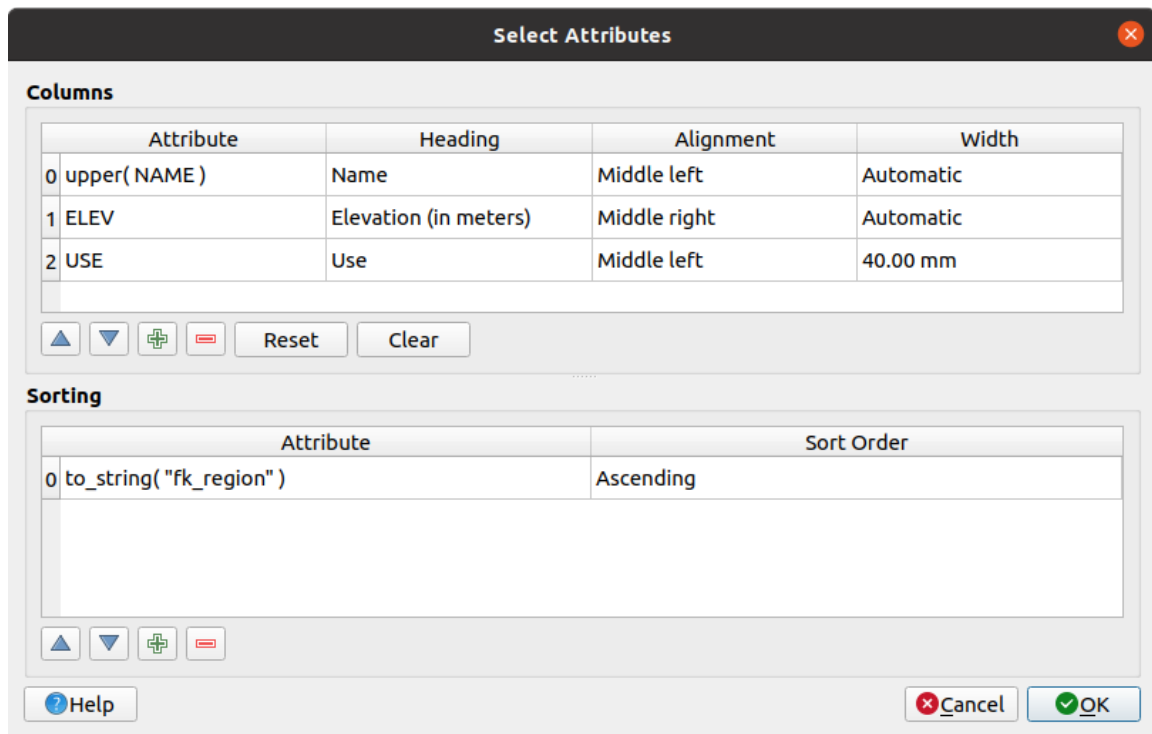 Select Attributes
Columns
Attribute Heading Alignment Width
0 upper( NAME ) Name Middle left Automatic
1 ELEV Elevation (in meters) Middle right Automatic
2 USE Use Middle left 40.00 mm
Reset Clear
Sorting
Attribute Sort Order
0 to_string( "fk_region" ) Ascending
Help Cancel OK